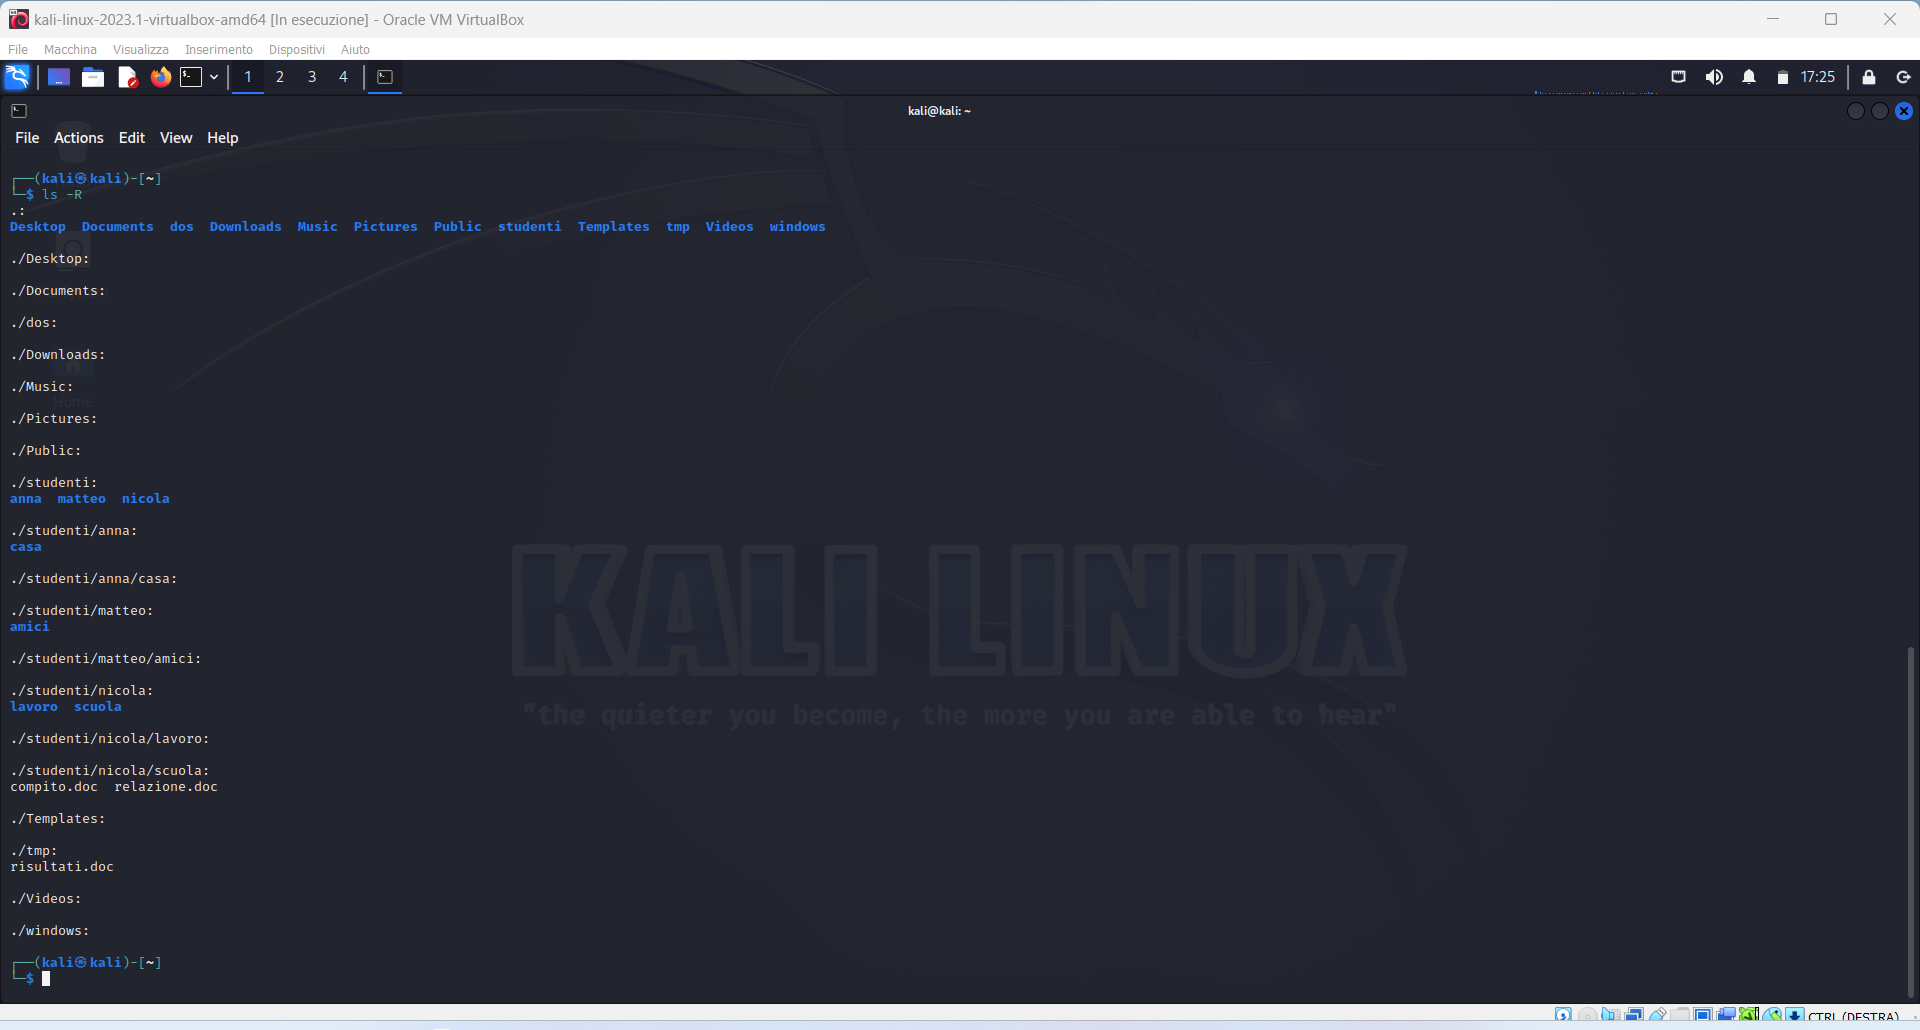 kali-linux-2023.1-virtualbox-amd64 [In esecuzione] - Oracle VM VirtualBox
File Macchina Visualizza Inserimento Dispositivi Aiuto
1 2 3 4 17:25
kali@kali: ~
File Actions Edit View Help
┌──(kali㉿kali)-[~]
└─$ ls -R
.:
Desktop Documents dos Downloads Music Pictures Public studenti Templates tmp Videos windows
./Desktop:
./Documents:
./dos:
./Downloads:
./Music:
Home
./Pictures:
./Public:
./studenti:
anna matteo nicola
./studenti/anna:
casa
./studenti/anna/casa:
./studenti/matteo:
amici
./studenti/matteo/amici:
./studenti/nicola:
lavoro scuola
./studenti/nicola/lavoro:
./studenti/nicola/scuola:
compito.doc relazione.doc
./Templates:
./tmp:
risultati.doc
./Videos:
./windows:
┌──(kali㉿kali)-[~]
└─$
KALI LINUX
"the quieter you become, the more you are able to hear"
CTRL (DESTRA)